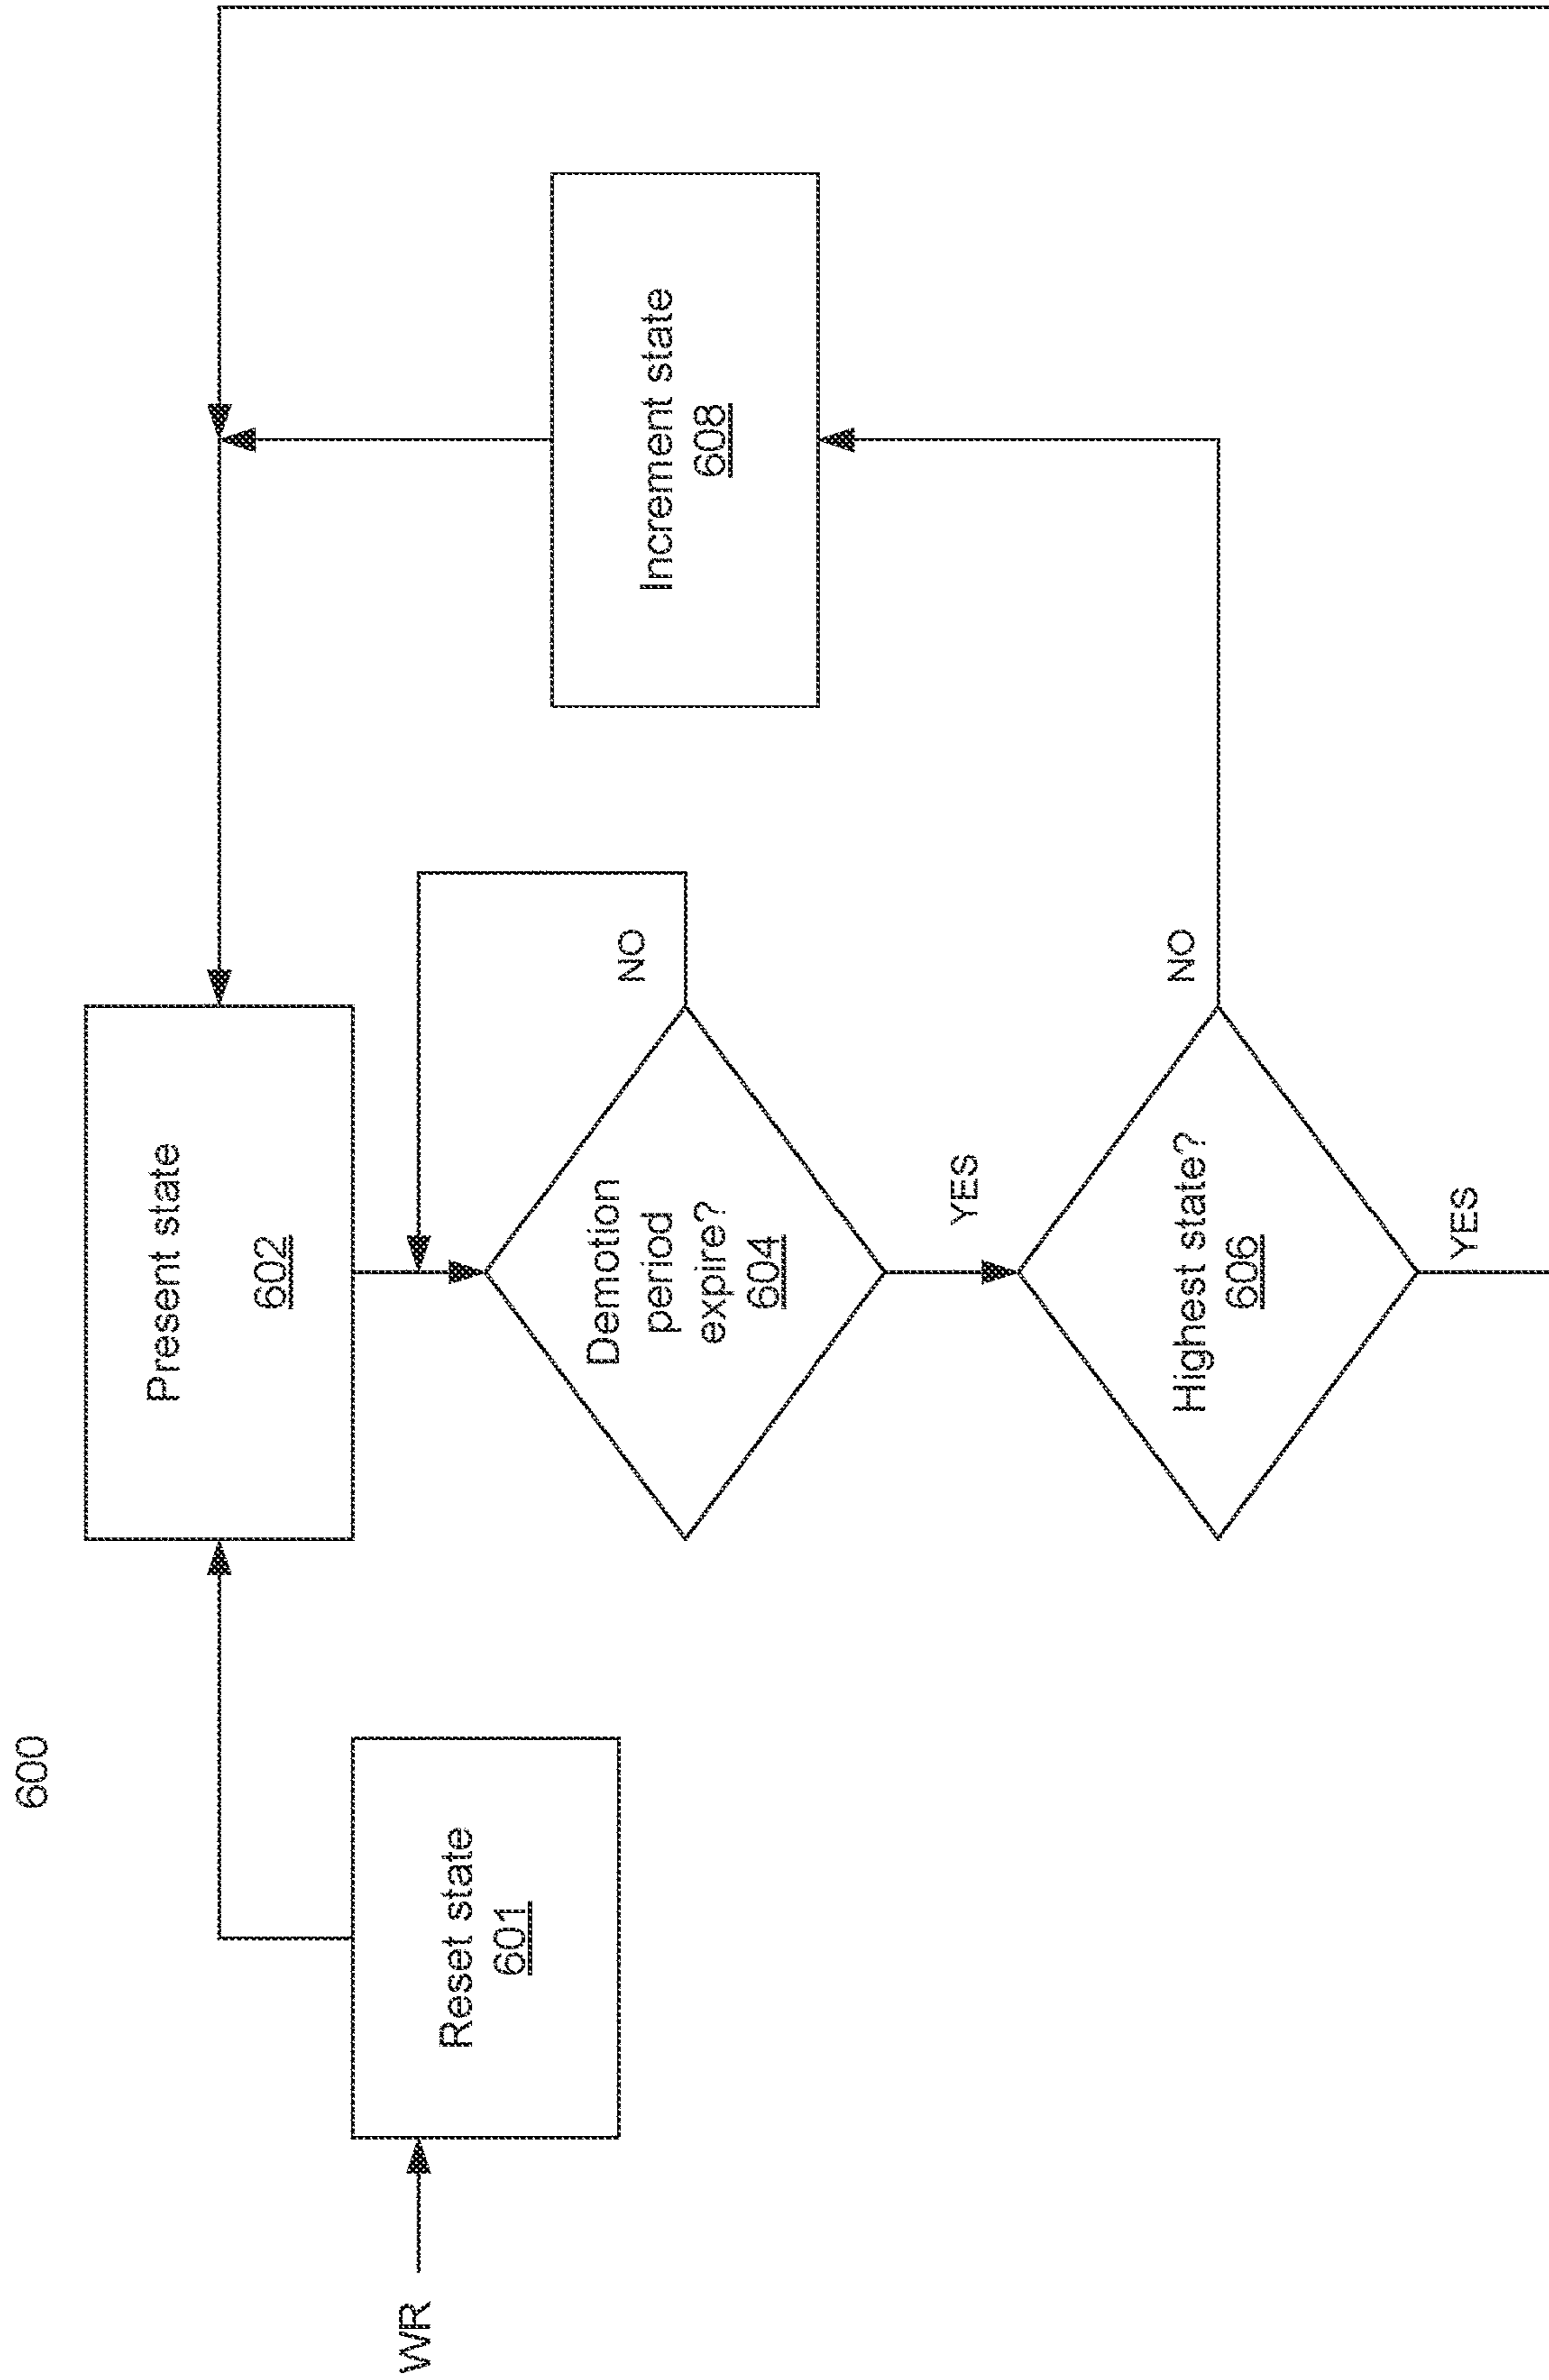 600
WR
Reset state
601
Present state
602
Demotion
period
expire?
604
NO
YES
Highest state?
606
NO
YES
Increment state
608